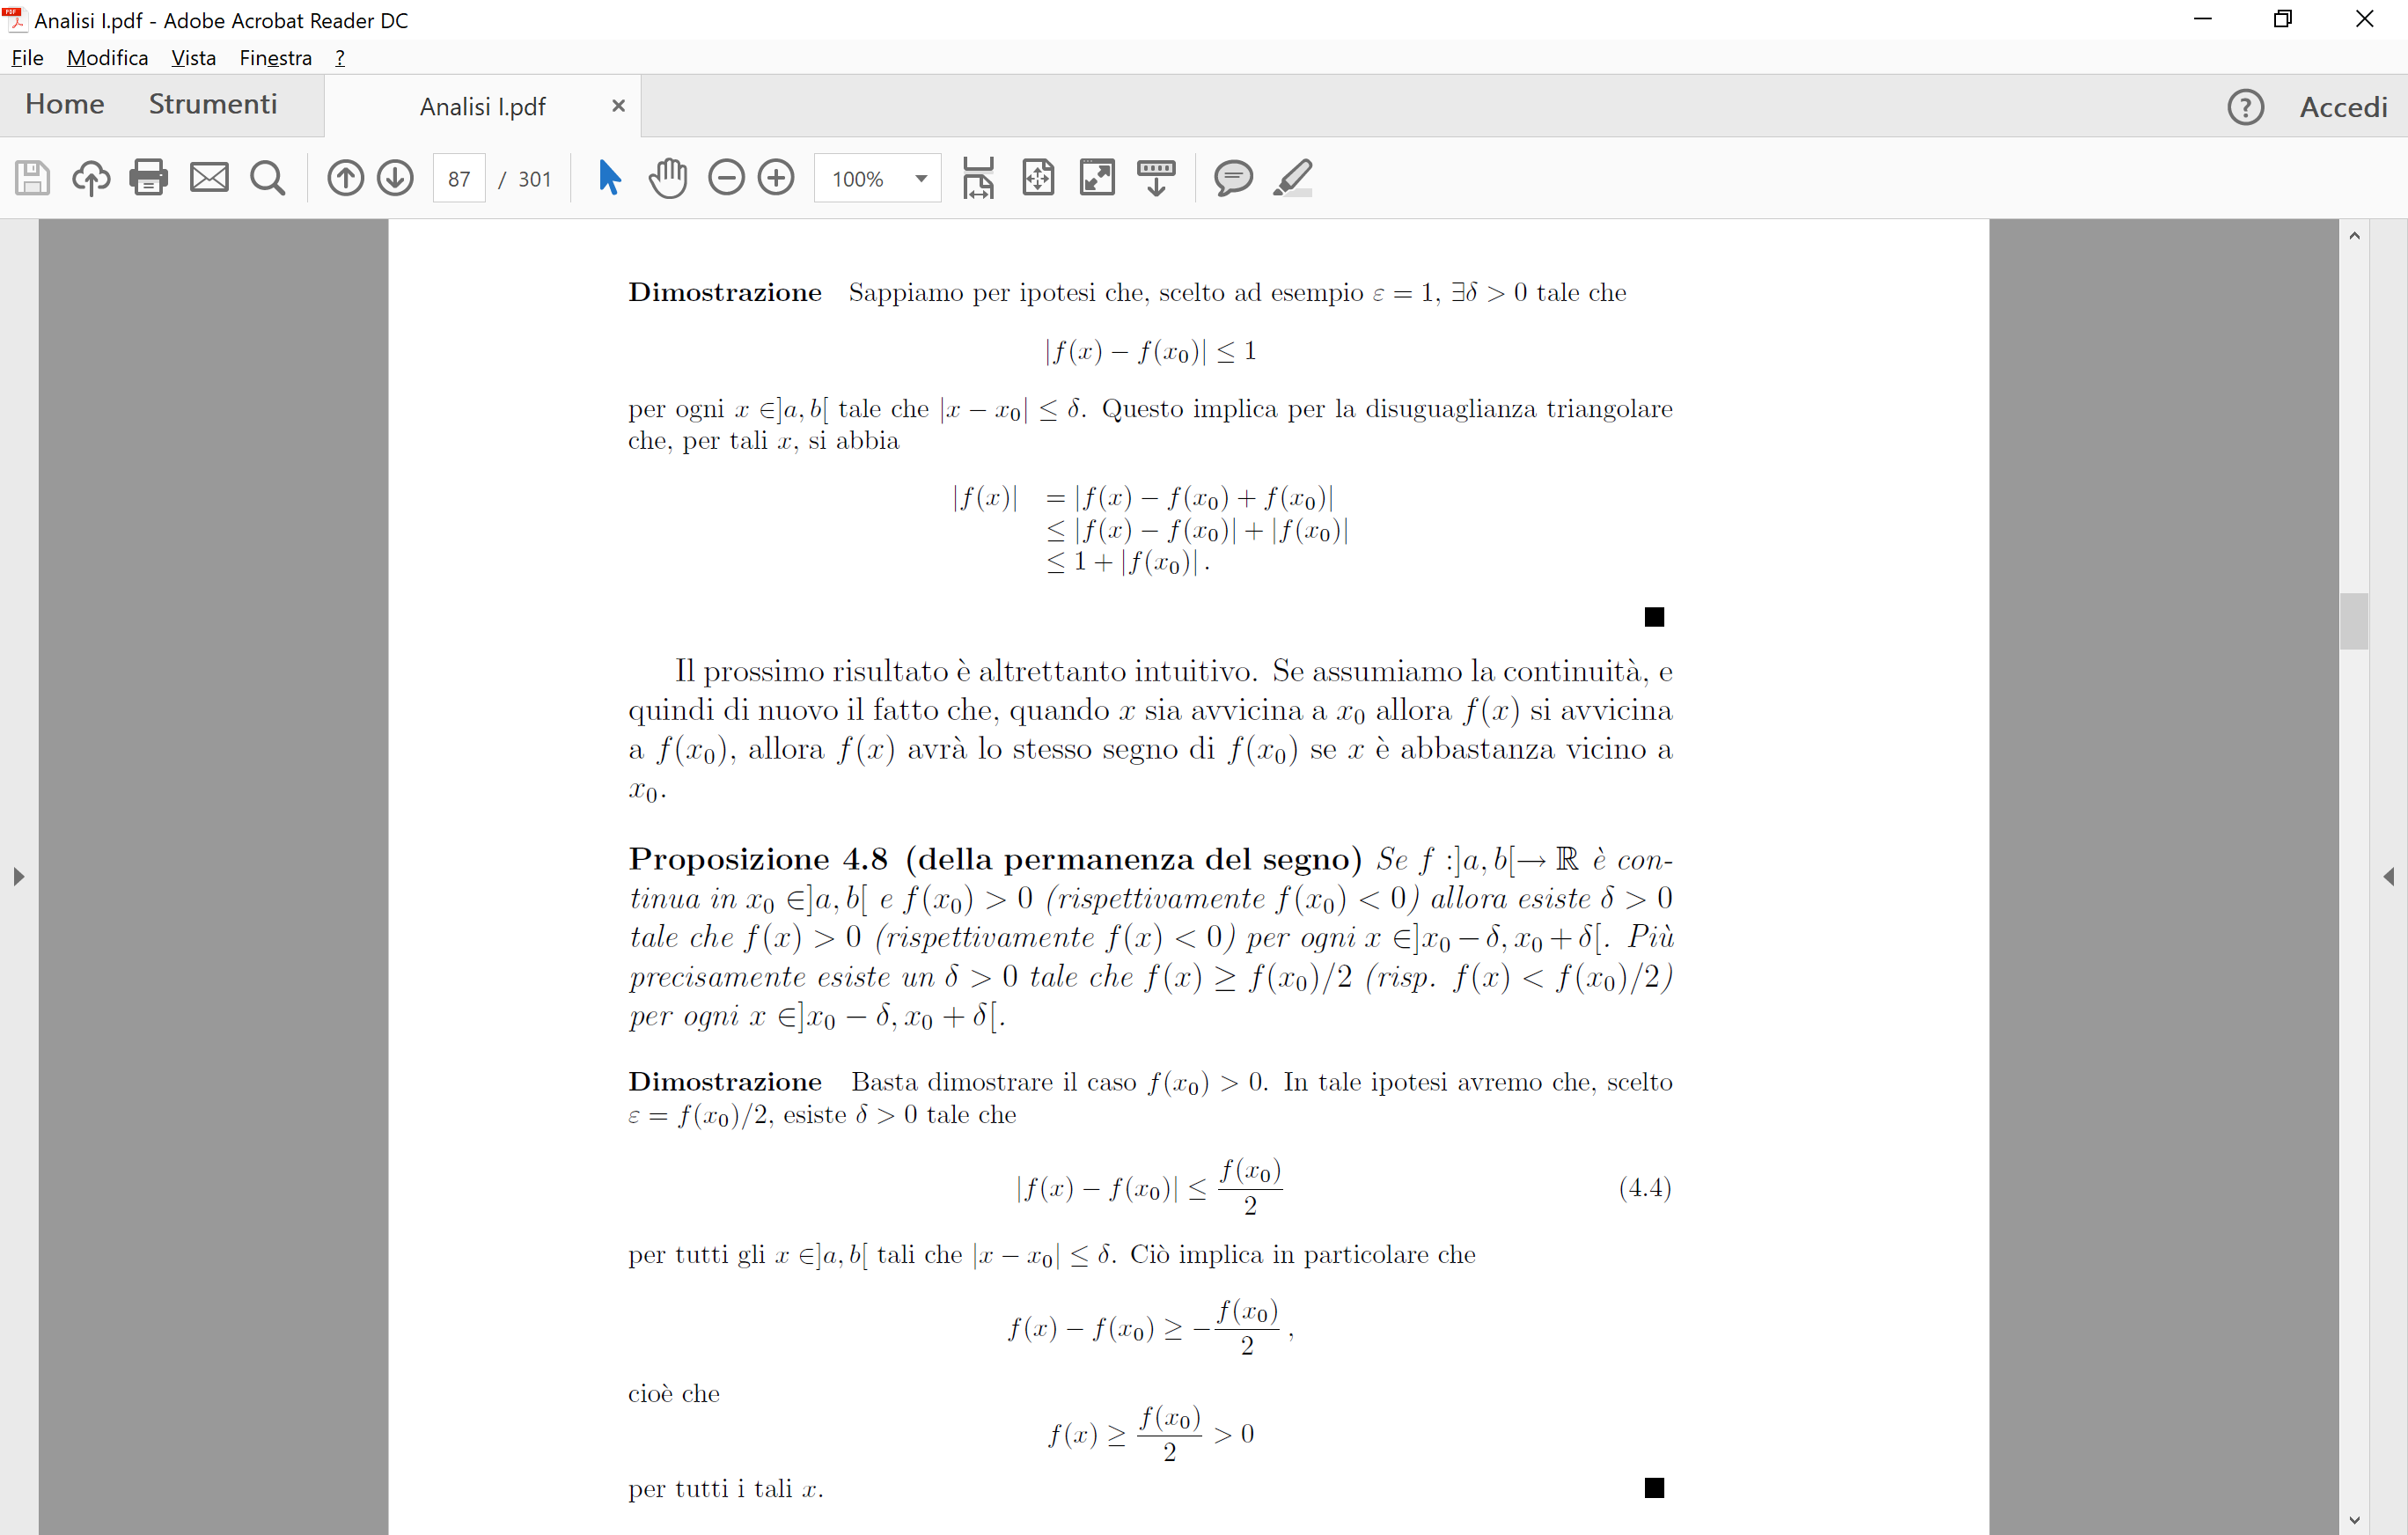 Analisi I.pdf - Adobe Acrobat Reader DC
File Modifica Vista Finestra ?
Home Strumenti Analisi I.pdf × ? Accedi
87 / 301 100%
Dimostrazione Sappiamo per ipotesi che, scelto ad esempio ε = 1, ∃δ > 0 tale che
|f(x) − f(x₀)| ≤ 1
per ogni x ∈]a, b[ tale che |x − x₀| ≤ δ. Questo implica per la disuguaglianza triangolare
che, per tali x, si abbia
|f(x)| = |f(x) − f(x₀) + f(x₀)|
≤ |f(x) − f(x₀)| + |f(x₀)|
≤ 1 + |f(x₀)| .
■
Il prossimo risultato è altrettanto intuitivo. Se assumiamo la continuità, e
quindi di nuovo il fatto che, quando x sia avvicina a x₀ allora f(x) si avvicina
a f(x₀), allora f(x) avrà lo stesso segno di f(x₀) se x è abbastanza vicino a
x₀.
Proposizione 4.8 (della permanenza del segno) Se f :]a, b[→ ℝ è con-
tinua in x₀ ∈]a, b[ e f(x₀) > 0 (rispettivamente f(x₀) < 0) allora esiste δ > 0
tale che f(x) > 0 (rispettivamente f(x) < 0) per ogni x ∈]x₀ − δ, x₀ + δ[. Più
precisamente esiste un δ > 0 tale che f(x) ≥ f(x₀)/2 (risp. f(x) < f(x₀)/2)
per ogni x ∈]x₀ − δ, x₀ + δ[.
Dimostrazione Basta dimostrare il caso f(x₀) > 0. In tale ipotesi avremo che, scelto
ε = f(x₀)/2, esiste δ > 0 tale che
|f(x) − f(x₀)| ≤ f(x₀)/2 (4.4)
per tutti gli x ∈]a, b[ tali che |x − x₀| ≤ δ. Ciò implica in particolare che
f(x) − f(x₀) ≥ −f(x₀)/2 ,
cioè che
f(x) ≥ f(x₀)/2 > 0
per tutti i tali x. ■